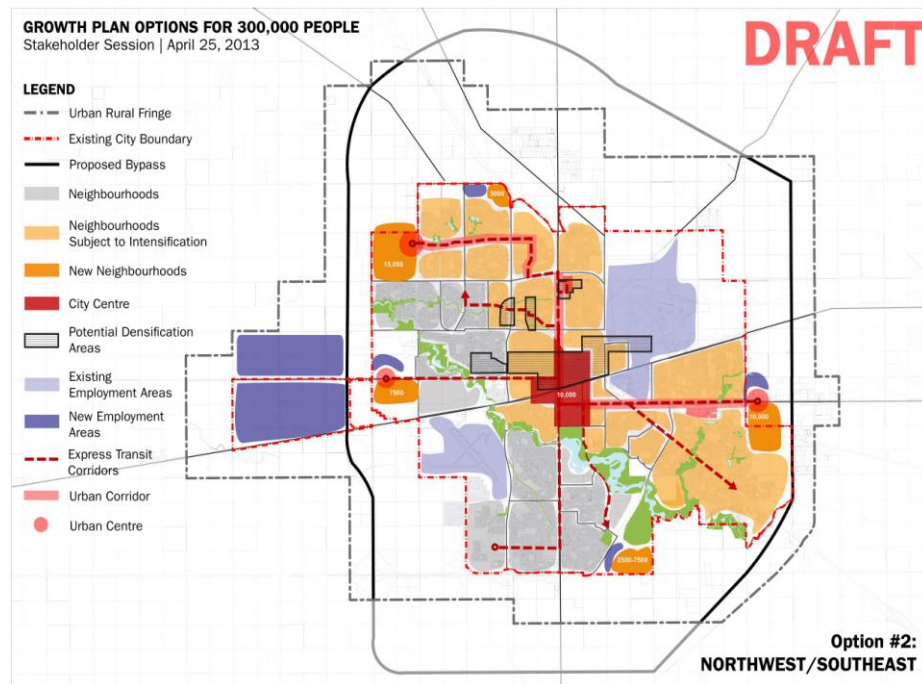 GROWTH PLAN OPTIONS FOR 300,000 PEOPLE
Stakeholder Session | April 25, 2013
DRAFT
LEGEND
Urban Rural Fringe
Existing City Boundary
Proposed Bypass
Neighbourhoods
Neighbourhoods
Subject to Intensification
New Neighbourhoods
City Centre
Potential Densification
Areas
Existing
Employment Areas
New Employment
Areas
Express Transit
Corridors
Urban Corridor
Urban Centre
5000
15,000
7500
10,000
10,000
2500-7500
Option #2:
NORTHWEST/SOUTHEAST